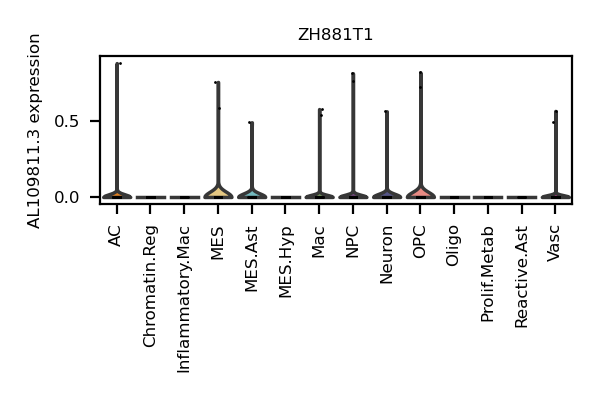 ZH881T1
AL109811.3 expression
0.5
0.0
AC
Chromatin.Reg
Inflammatory.Mac
MES
MES.Ast
MES.Hyp
Mac
NPC
Neuron
OPC
Oligo
Prolif.Metab
Reactive.Ast
Vasc